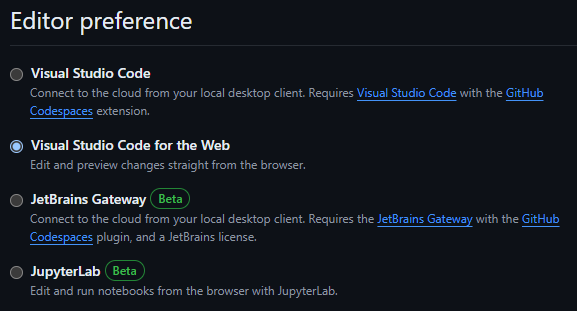 Editor preference
Visual Studio Code
Connect to the cloud from your local desktop client. Requires Visual Studio Code with the GitHub
Codespaces extension.
Visual Studio Code for the Web
Edit and preview changes straight from the browser.
JetBrains Gateway Beta
Connect to the cloud from your local desktop client. Requires the JetBrains Gateway with the GitHub
Codespaces plugin, and a JetBrains license.
JupyterLab Beta
Edit and run notebooks from the browser with JupyterLab.